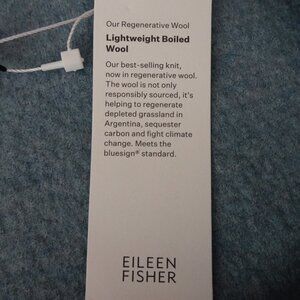 Our Regenerative Wool
Lightweight Boiled
Wool
Our best-selling knit,
now in regenerative wool.
The wool is not only
responsibly sourced, it's
helping to regenerate
depleted grassland in
Argentina, sequester
carbon and fight climate
change. Meets the
bluesign® standard.
EILEEN
FISHER